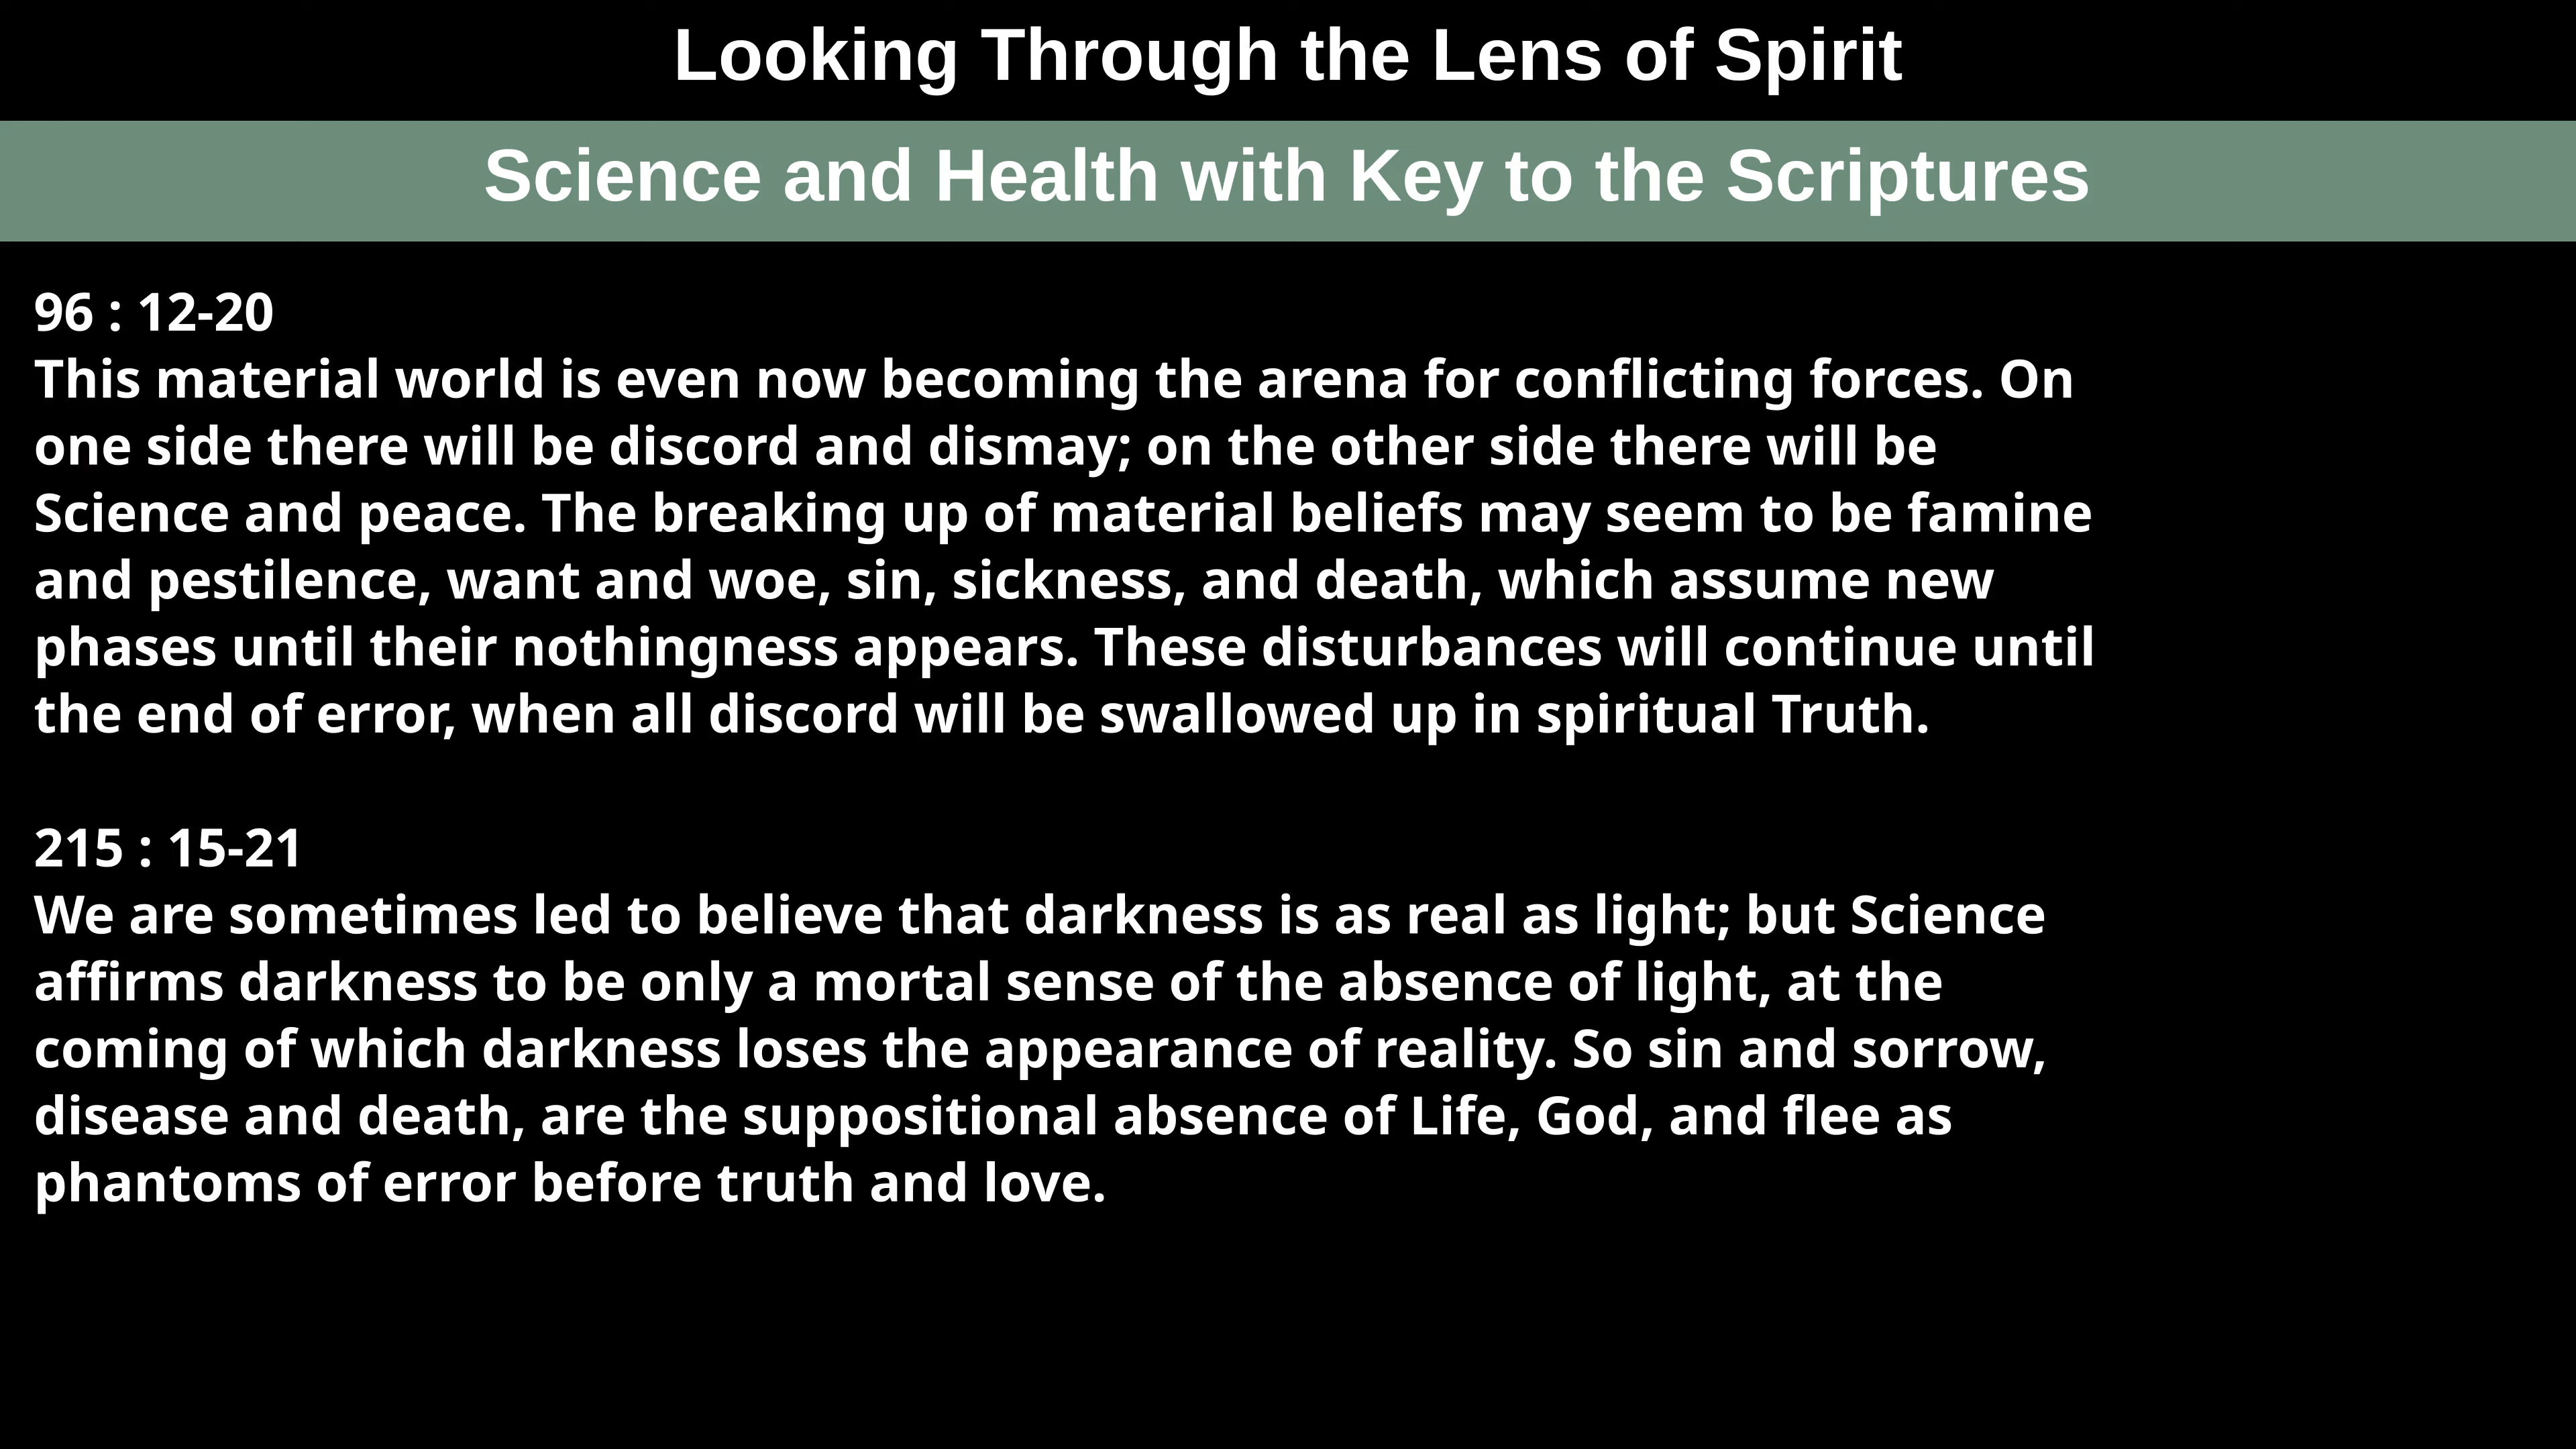 Looking Through the Lens of Spirit
Science and Health with Key to the Scriptures
96 : 12-20
This material world is even now becoming the arena for conflicting forces. On
one side there will be discord and dismay; on the other side there will be
Science and peace. The breaking up of material beliefs may seem to be famine
and pestilence, want and woe, sin, sickness, and death, which assume new
phases until their nothingness appears. These disturbances will continue until
the end of error, when all discord will be swallowed up in spiritual Truth.
215 : 15-21
We are sometimes led to believe that darkness is as real as light; but Science
affirms darkness to be only a mortal sense of the absence of light, at the
coming of which darkness loses the appearance of reality. So sin and sorrow,
disease and death, are the suppositional absence of Life, God, and flee as
phantoms of error before truth and love.